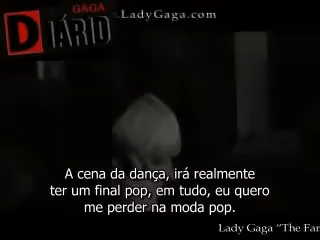 GAGA
DIÁRIO
.LadyGaga.com
A cena da dança, irá realmente
ter um final pop, em tudo, eu quero
me perder na moda pop.
Lady Gaga "The Fam